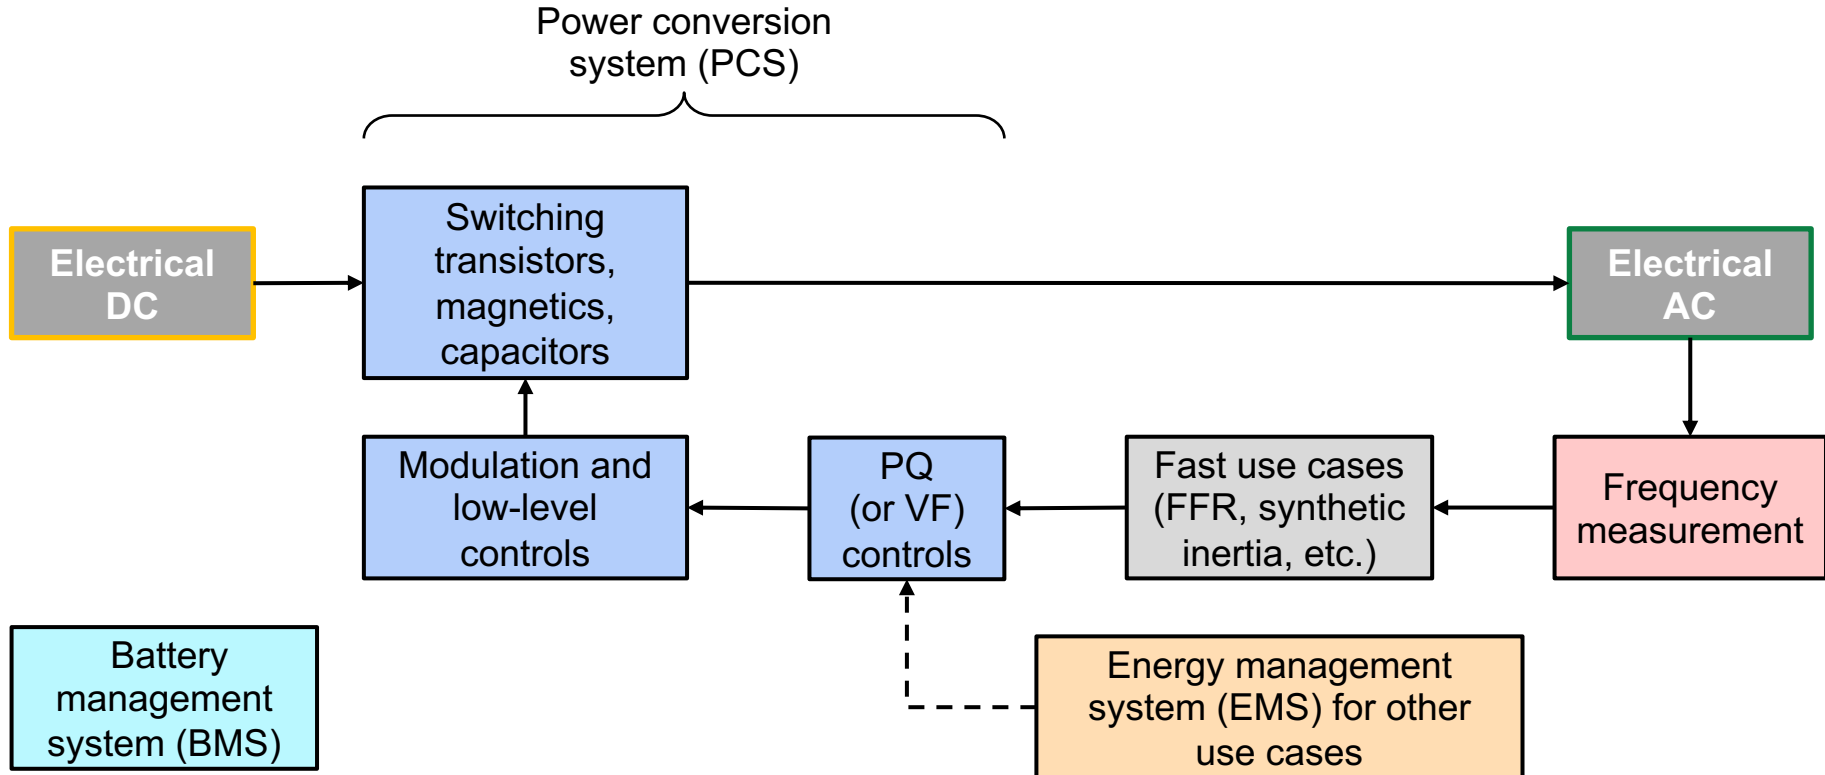 Power conversion
system (PCS)
Electrical
DC
Switching
transistors,
magnetics,
capacitors
Electrical
AC
Modulation and
low-level
controls
PQ
(or VF)
controls
Fast use cases
(FFR, synthetic
inertia, etc.)
Frequency
measurement
Battery
management
system (BMS)
Energy management
system (EMS) for other
use cases